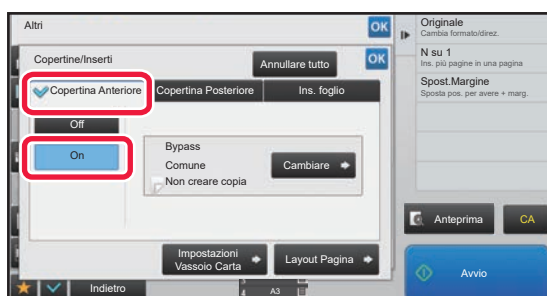 Altri
OK
Copertine/Inserti
Annullare tutto
OK
Copertina Anteriore
Copertina Posteriore
Ins. foglio
Off
On
Bypass
Comune
Non creare copia
Cambiare
Impostazioni
Vassoio Carta
Layout Pagina
Indietro
4
A3
Originale
Cambia formato/direz.
N su 1
Ins. più pagine in una pagina
Spost.Margine
Sposta pos. per avere + marg.
Anteprima
CA
Avvio